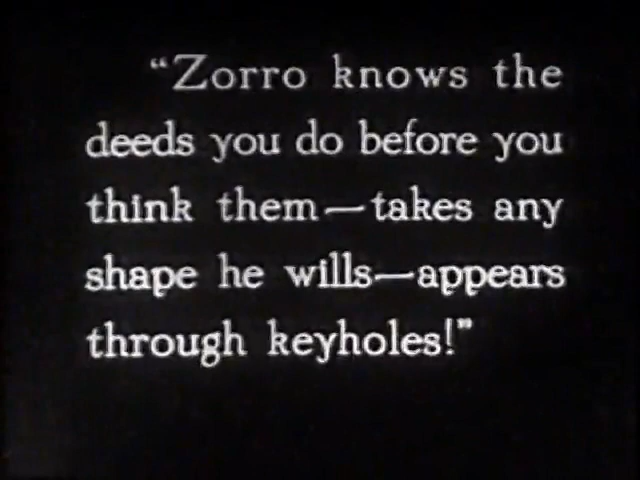 “Zorro knows the
deeds you do before you
think them—takes any
shape he wills—appears
through keyholes!”